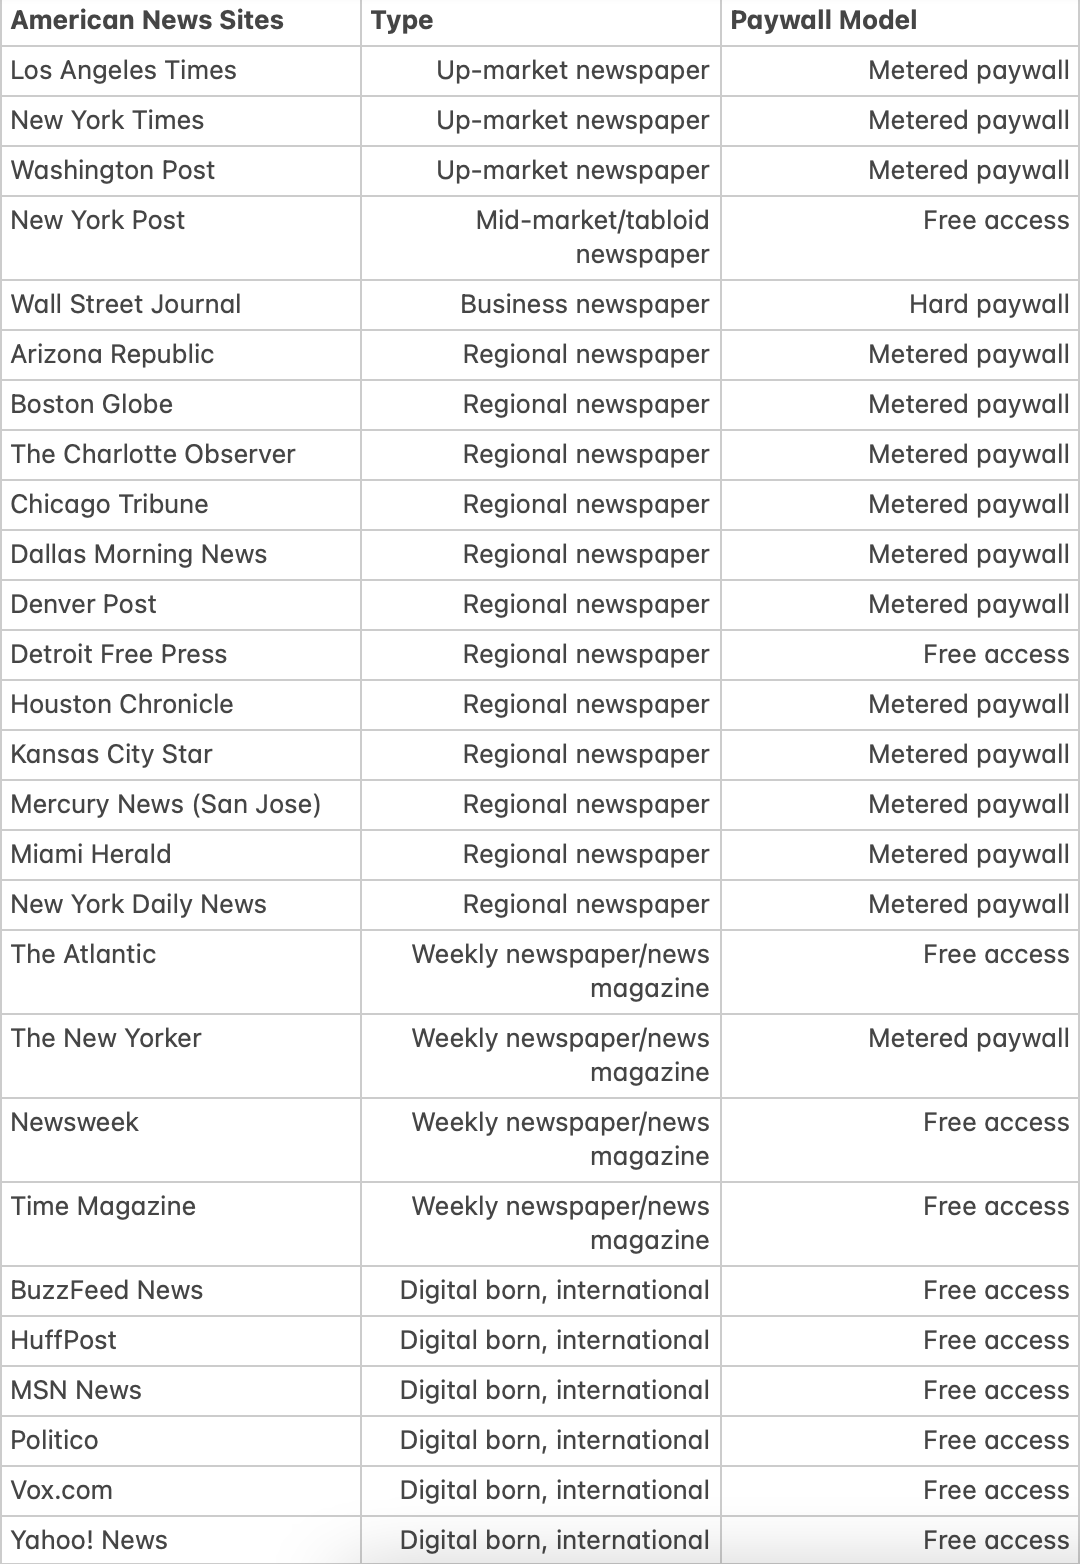 American News Sites Type Paywall Model
Los Angeles Times Up-market newspaper Metered paywall
New York Times Up-market newspaper Metered paywall
Washington Post Up-market newspaper Metered paywall
New York Post Mid-market/tabloid Free access
newspaper
Wall Street Journal Business newspaper Hard paywall
Arizona Republic Regional newspaper Metered paywall
Boston Globe Regional newspaper Metered paywall
The Charlotte Observer Regional newspaper Metered paywall
Chicago Tribune Regional newspaper Metered paywall
Dallas Morning News Regional newspaper Metered paywall
Denver Post Regional newspaper Metered paywall
Detroit Free Press Regional newspaper Free access
Houston Chronicle Regional newspaper Metered paywall
Kansas City Star Regional newspaper Metered paywall
Mercury News (San Jose) Regional newspaper Metered paywall
Miami Herald Regional newspaper Metered paywall
New York Daily News Regional newspaper Metered paywall
The Atlantic Weekly newspaper/news Free access
magazine
The New Yorker Weekly newspaper/news Metered paywall
magazine
Newsweek Weekly newspaper/news Free access
magazine
Time Magazine Weekly newspaper/news Free access
magazine
BuzzFeed News Digital born, international Free access
HuffPost Digital born, international Free access
MSN News Digital born, international Free access
Politico Digital born, international Free access
Vox.com Digital born, international Free access
Yahoo! News Digital born, international Free access